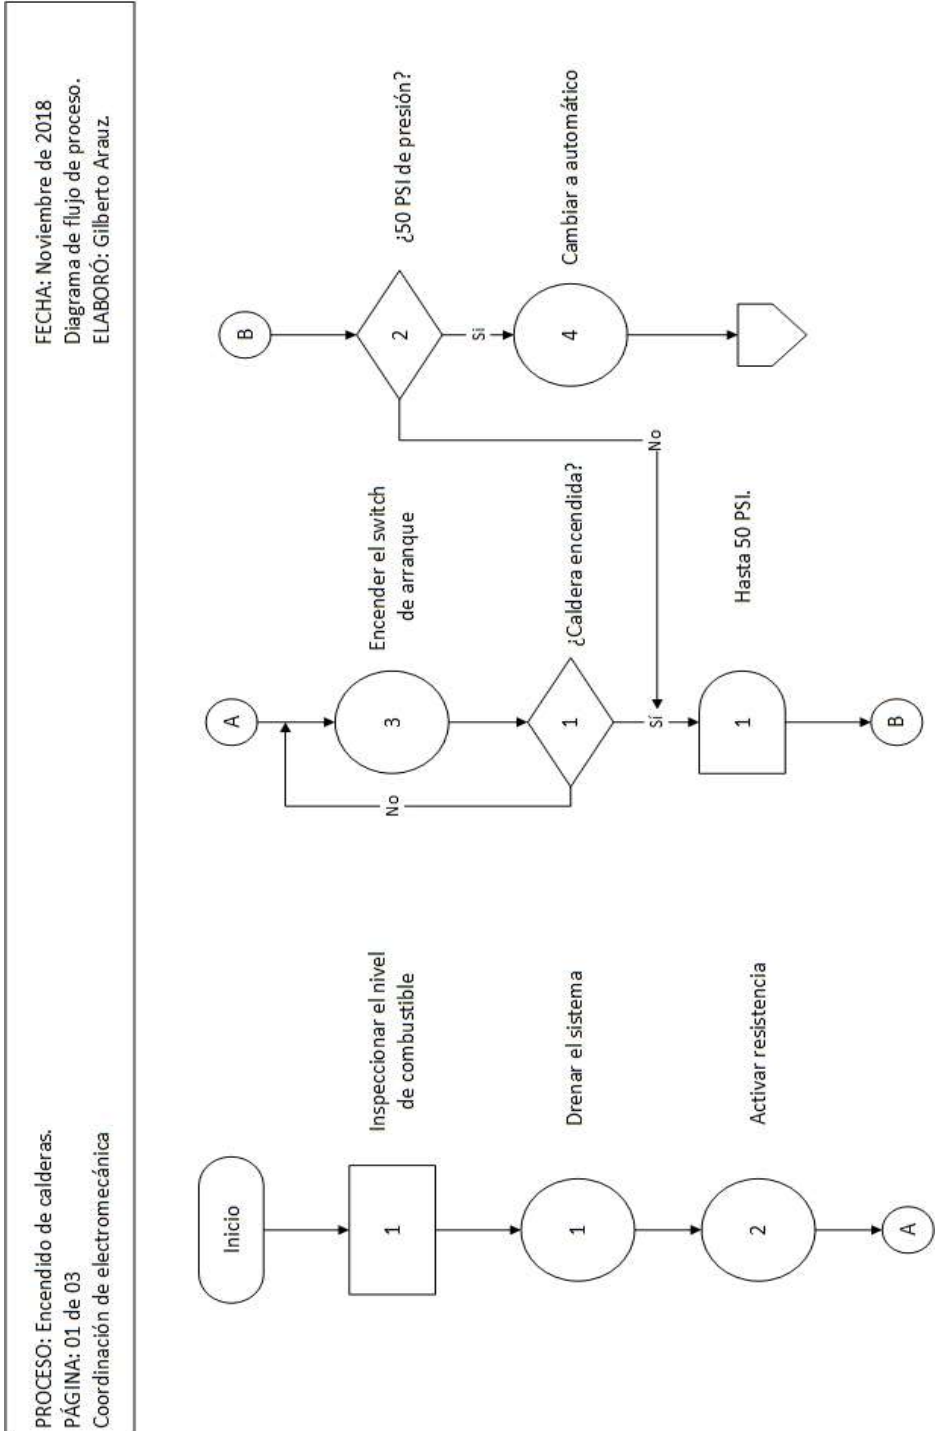 PROCESO: Encendido de calderas.
PÁGINA: 01 de 03
Coordinación de electromecánica
FECHA: Noviembre de 2018
Diagrama de flujo de proceso.
ELABORÓ: Gilberto Arauz.
Inicio
1
Inspeccionar el nivel
de combustible
1
Drenar el sistema
2
Activar resistencia
A
A
3
Encender el switch
de arranque
No
1
¿Caldera encendida?
Sí
1
Hasta 50 PSI.
B
B
2
¿50 PSI de presión?
Si
No
4
Cambiar a automático